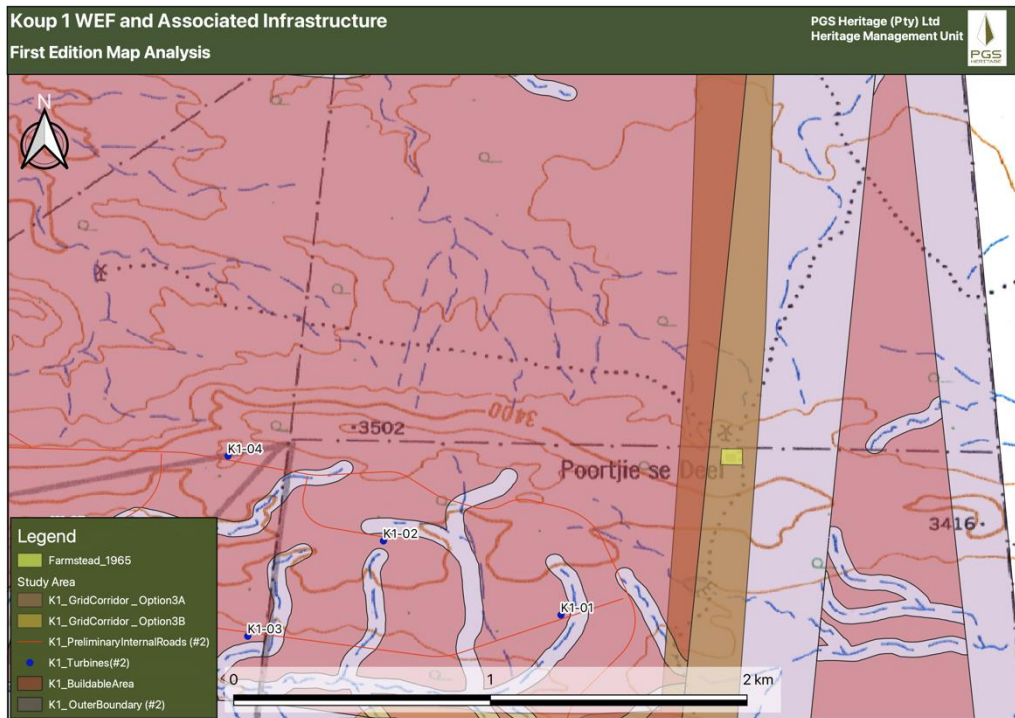 Koup 1 WEF and Associated Infrastructure
First Edition Map Analysis
PGS Heritage (Pty) Ltd
Heritage Management Unit
PGS
HERITAGE
N
3400
3502
K1-04
Poortjie se Deel
3416
K1-02
K1-01
K1-03
Legend
Farmstead_1965
Study Area
K1_GridCorridor_Option3A
K1_GridCorridor_Option3B
K1_PreliminaryInternalRoads (#2)
K1_Turbines(#2)
K1_BuildableArea
K1_OuterBoundary (#2)
0 1 2 km